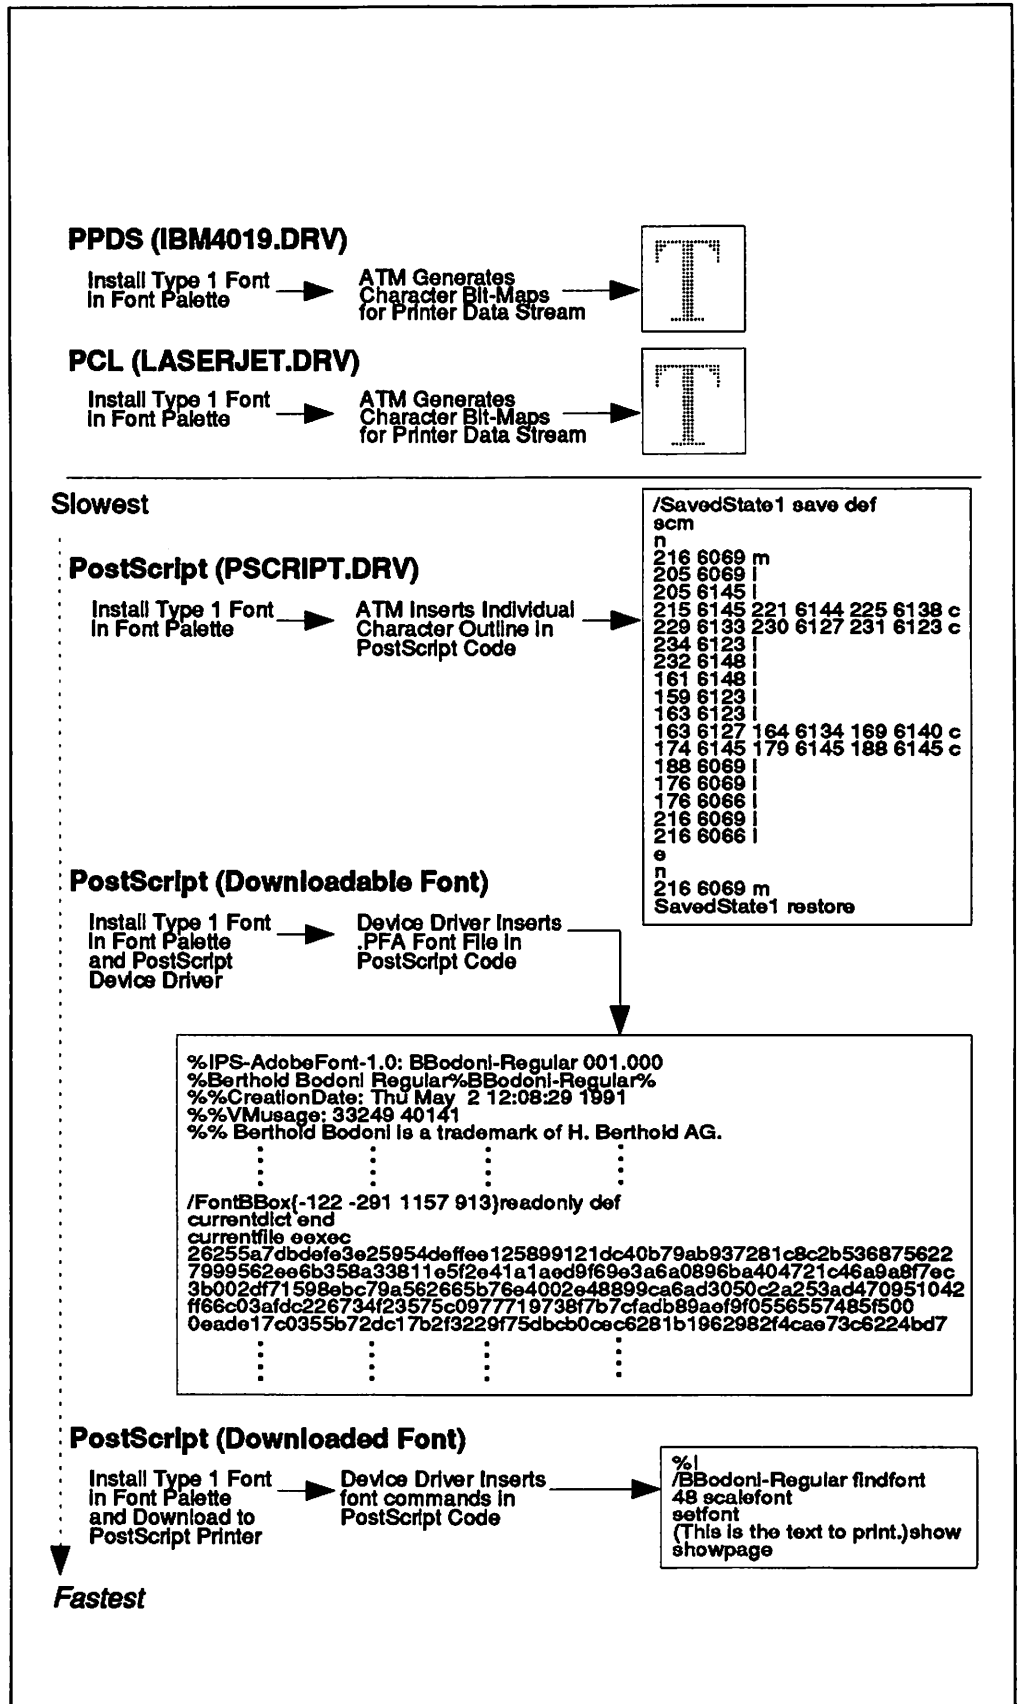 PPDS (IBM4019.DRV)
Install Type 1 Font
in Font Palette
ATM Generates
Character Bit-Maps
for Printer Data Stream
PCL (LASERJET.DRV)
Install Type 1 Font
in Font Palette
ATM Generates
Character Bit-Maps
for Printer Data Stream
Slowest
PostScript (PSCRIPT.DRV)
Install Type 1 Font
in Font Palette
ATM Inserts Individual
Character Outline in
PostScript Code
/SavedState1 save def
scm
n
216 6069 m
205 6069 l
205 6145 l
215 6145 221 6144 225 6138 c
229 6133 230 6127 231 6123 c
234 6123 l
232 6148 l
161 6148 l
159 6123 l
163 6123 l
163 6127 164 6134 169 6140 c
174 6145 179 6145 188 6145 c
188 6069 l
176 6069 l
176 6066 l
216 6069 l
216 6066 l
e
n
216 6069 m
SavedState1 restore
PostScript (Downloadable Font)
Install Type 1 Font
in Font Palette
and PostScript
Device Driver
Device Driver Inserts
.PFA Font File in
PostScript Code
%!PS-AdobeFont-1.0: BBodoni-Regular 001.000
%Berthold Bodoni Regular%BBodoni-Regular%
%%CreationDate: Thu May  2 12:08:29 1991
%%VMusage: 33249 40141
%% Berthold Bodoni is a trademark of H. Berthold AG.
/FontBBox{-122 -291 1157 913}readonly def
currentdict end
currentfile eexec
26255a7dbdefe3e25954deffee125899121dc40b79ab937281c8c2b536875622
7999562ee6b358a33811e5f2e41a1aed9f69e3a6a0896ba404721c46a9a8f7ec
3b002df71598ebc79a562665b76e4002e48899ca6ad3050c2a253ad470951042
ff66c03afdc226734f23575c0977719738f7b7cfadb89aef9f0556557485f500
0eade17c0355b72dc17b2f3229f75dbcb0cec6281b1962982f4cae73c6224bd7
PostScript (Downloaded Font)
Install Type 1 Font
in Font Palette
and Download to
PostScript Printer
Device Driver Inserts
font commands in
PostScript Code
%!
/BBodoni-Regular findfont
48 scalefont
setfont
(This is the text to print.)show
showpage
Fastest